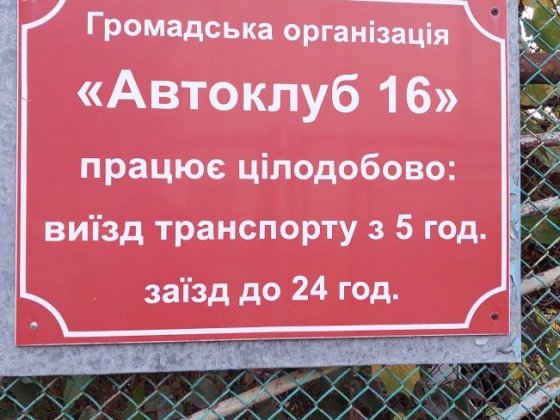 Громадська організація
«Автоклуб 16»
працює цілодобово:
виїзд транспорту з 5 год.
заїзд до 24 год.